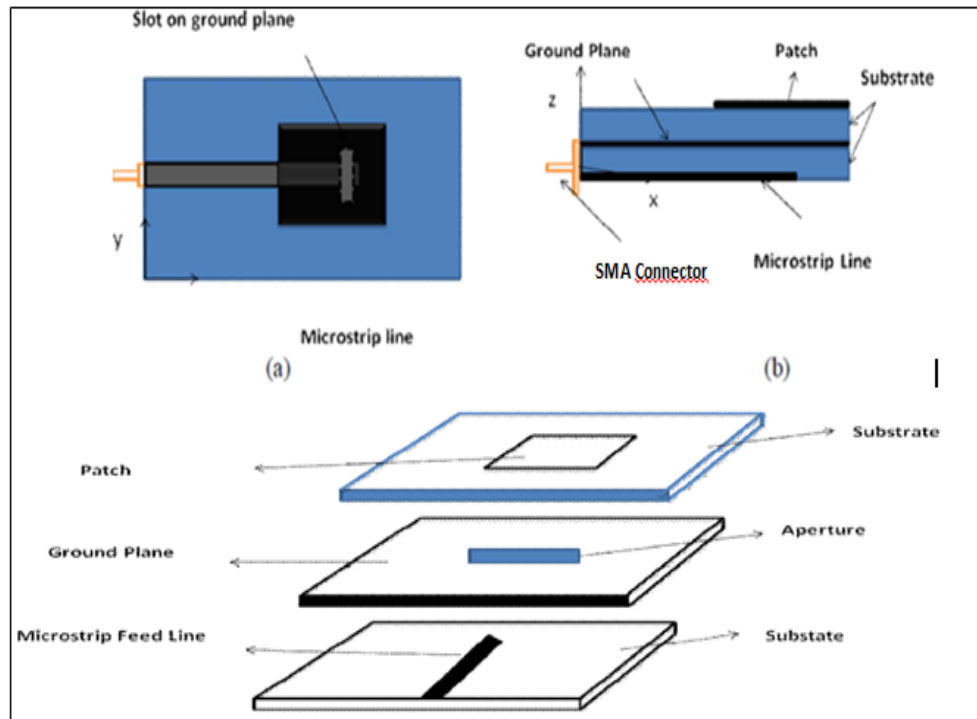 Slot on ground plane
y
Microstrip line
(a)
Ground Plane
Patch
Substrate
z
x
SMA Connector
Microstrip Line
(b)
Patch
Substrate
Ground Plane
Aperture
Microstrip Feed Line
Substate